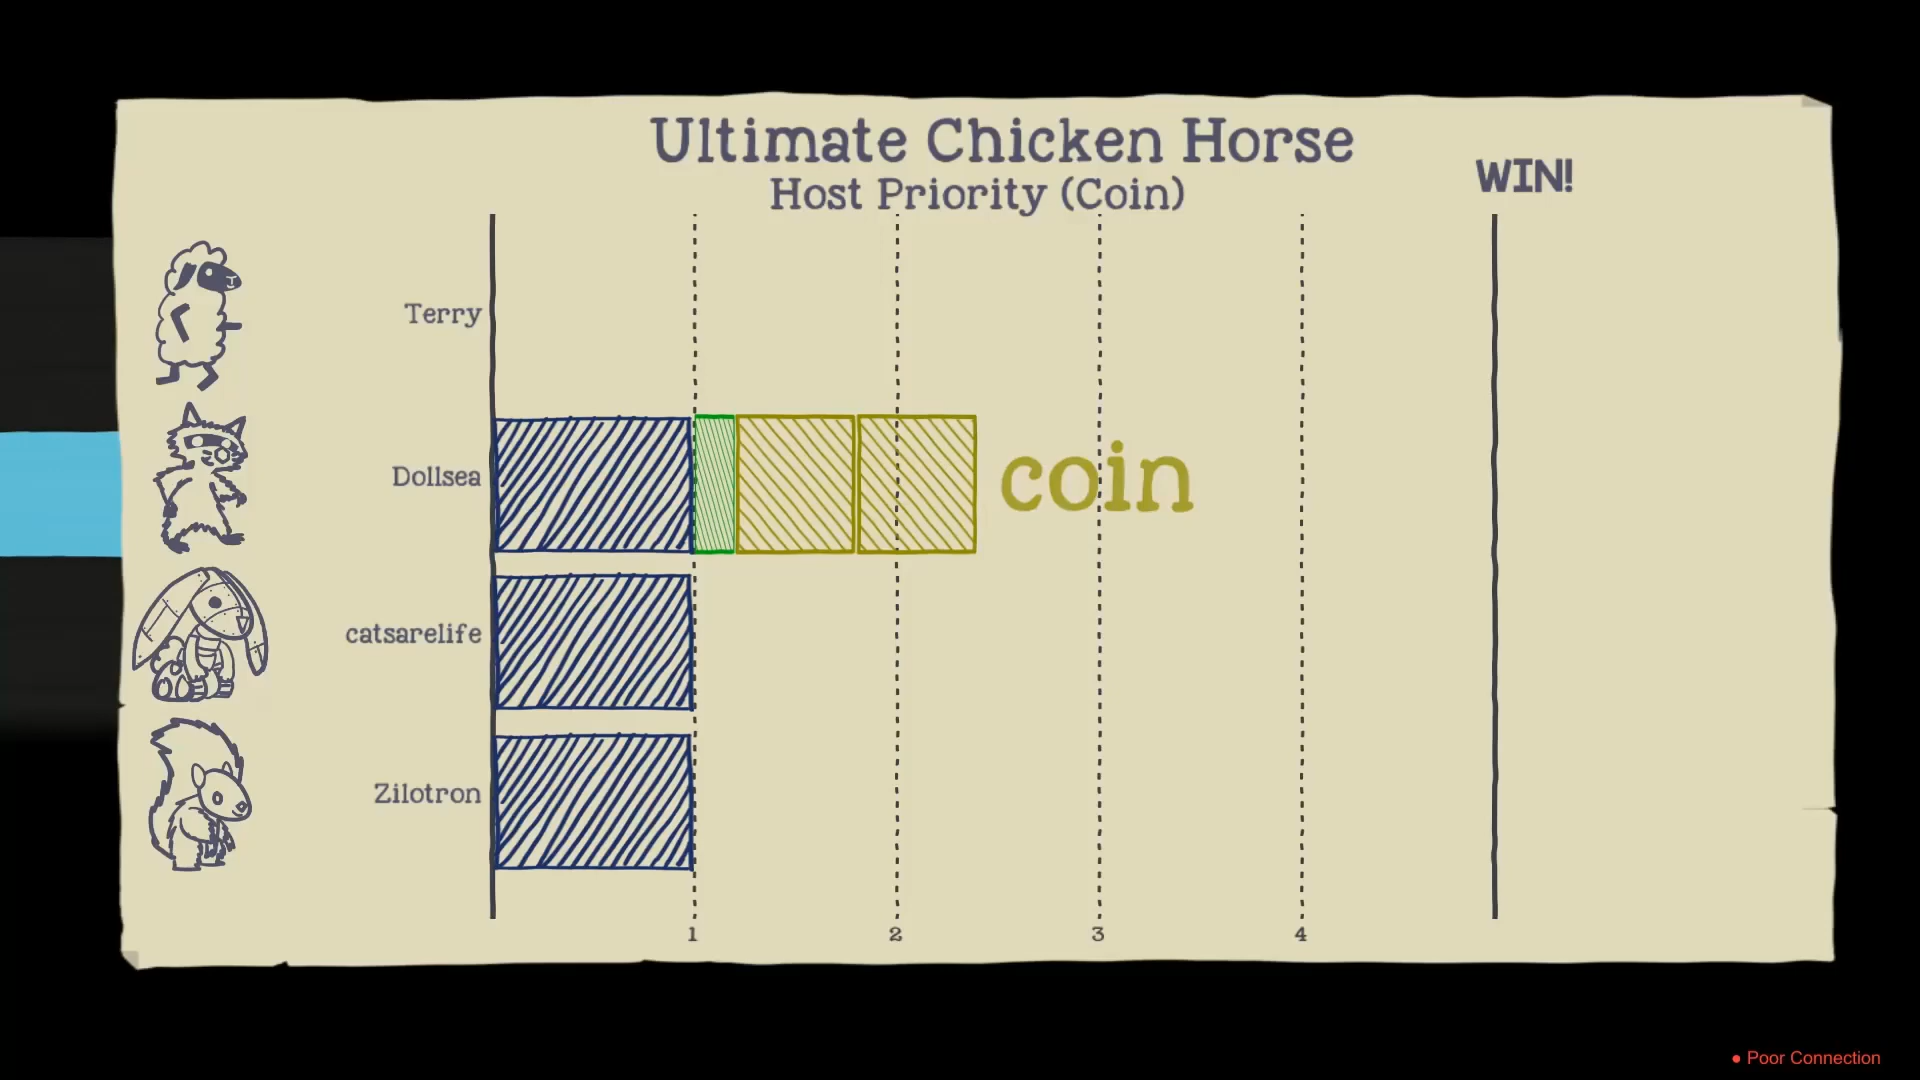 Ultimate Chicken Horse
Host Priority (Coin)
WIN!
Terry
Dollsea
coin
catsarelife
Zilotron
1 2 3 4
Poor Connection